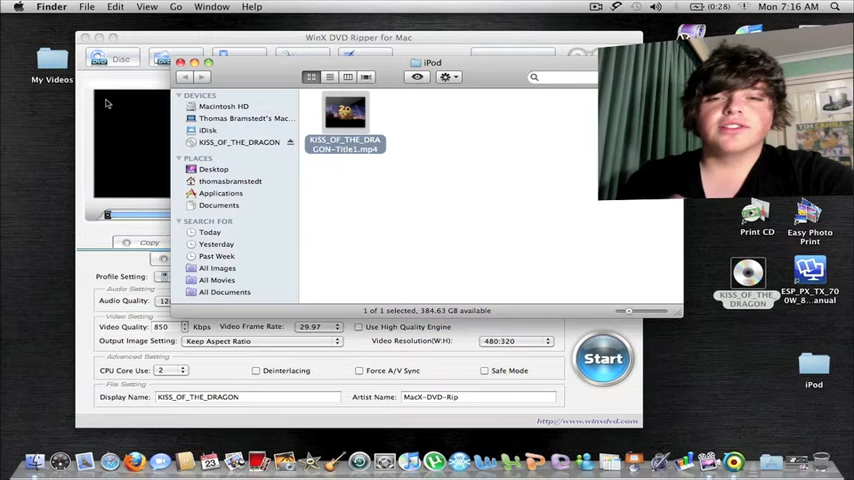 Finder File Edit View Go Window Help
(0:28) Mon 7:16 AM
WinX DVD Ripper for Mac
Disc
My Videos
iPod
DEVICES
Macintosh HD
Thomas Bramstedt's Mac...
iDisk
KISS_OF_THE_DRAGON
PLACES
Desktop
thomasbramstedt
Applications
Documents
SEARCH FOR
Today
Yesterday
Past Week
All Images
All Movies
All Documents
KISS_OF_THE_DRA
GON-Title1.mp4
1 of 1 selected, 384.63 GB available
Copy
Profile Setting:
Audio Setting
Audio Quality:
Video Setting
Video Quality: 850 Kbps Video Frame Rate: 29.97 Use High Quality Engine
Output Image Setting: Keep Aspect Ratio Video Resolution(W:H): 480:320
Advanced Setting
CPU Core Use: 2 Deinterlacing Force A/V Sync Safe Mode
File Setting
Display Name: KISS_OF_THE_DRAGON Artist Name: MacX-DVD-Rip
Start
http://www.winxdvd.com
Print CD
Easy Photo
Print
KISS_OF_THE_
DRAGON
ESP_PX_TX_70
0W_8...anual
iPod